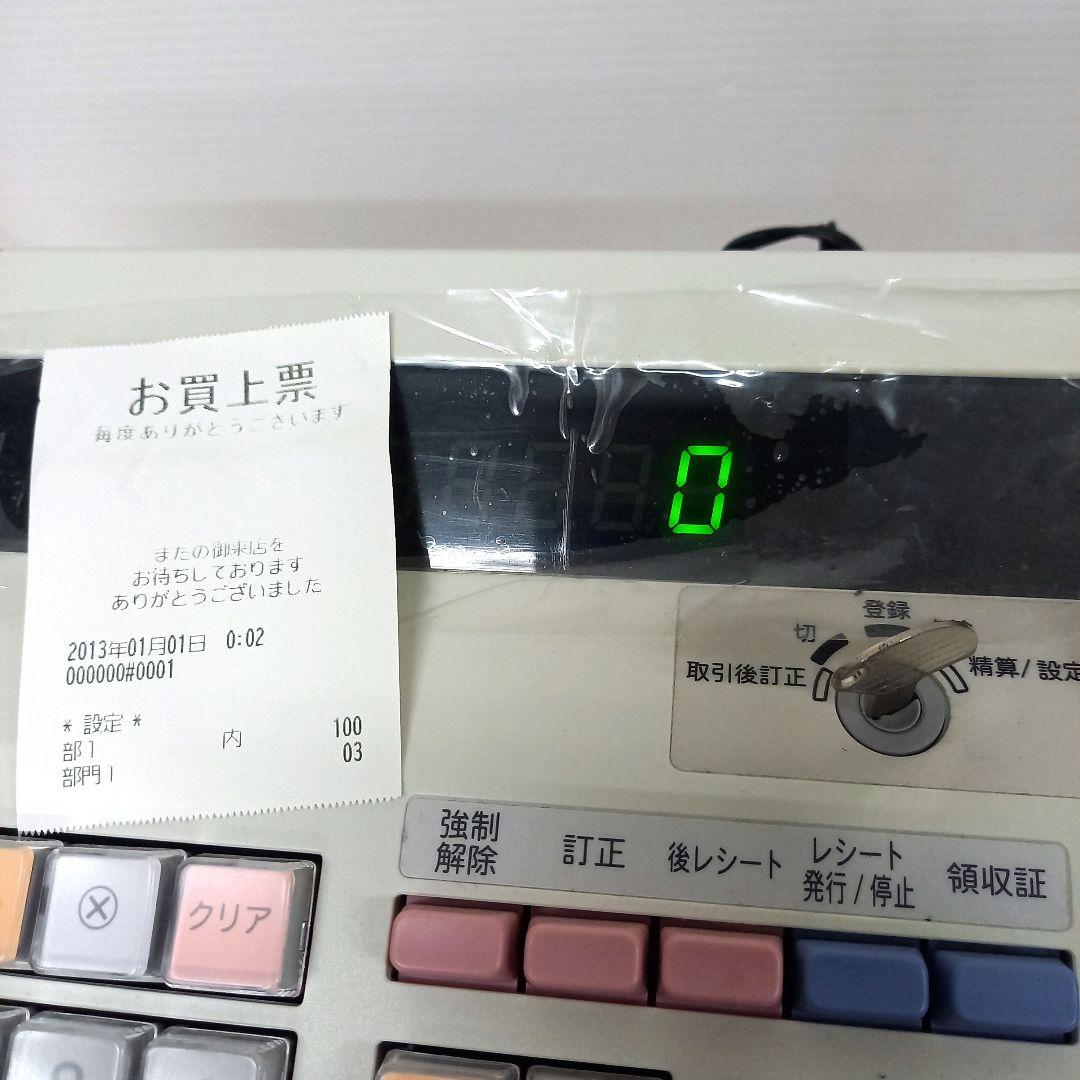 お買上票
毎度ありがとうございます
またの御来店を
お待ちしております
ありがとうございました
2013年01月01日 0:02
000000#0001
* 設定 *
部1 内 100
部門1 03
0
登録
切
取引後訂正
精算/設定
強制
解除
訂正
後レシート
レシート
発行/停止
領収証
クリア